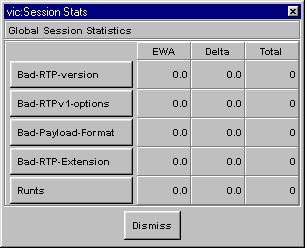 vic:Session Stats
Global Session Statistics
EWA Delta Total
Bad-RTP-version 0.0 0.0 0
Bad-RTPv1-options 0.0 0.0 0
Bad-Payload-Format 0.0 0.0 0
Bad-RTP-Extension 0.0 0.0 0
Runts 0.0 0.0 0
Dismiss